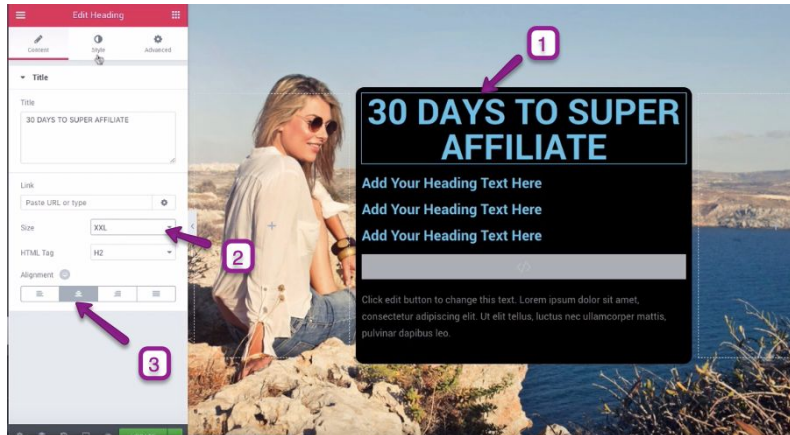 Edit Heading
Content
Style
Advanced
Title
Title
30 DAYS TO SUPER AFFILIATE
Link
Paste URL or type
Size
XXL
HTML Tag
H2
Alignment
1
2
3
30 DAYS TO SUPER
AFFILIATE
Add Your Heading Text Here
Add Your Heading Text Here
Add Your Heading Text Here
</>
Click edit button to change this text. Lorem ipsum dolor sit amet,
consectetur adipiscing elit. Ut elit tellus, luctus nec ullamcorper mattis,
pulvinar dapibus leo.